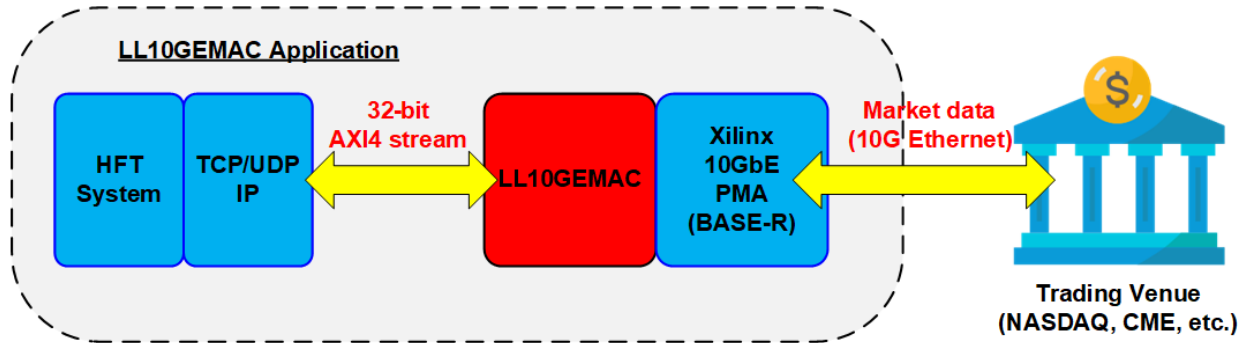 LL10GEMAC Application
HFT
System
TCP/UDP
IP
32-bit
AXI4 stream
LL10GEMAC
Xilinx
10GbE
PMA
(BASE-R)
Market data
(10G Ethernet)
$
Trading Venue
(NASDAQ, CME, etc.)